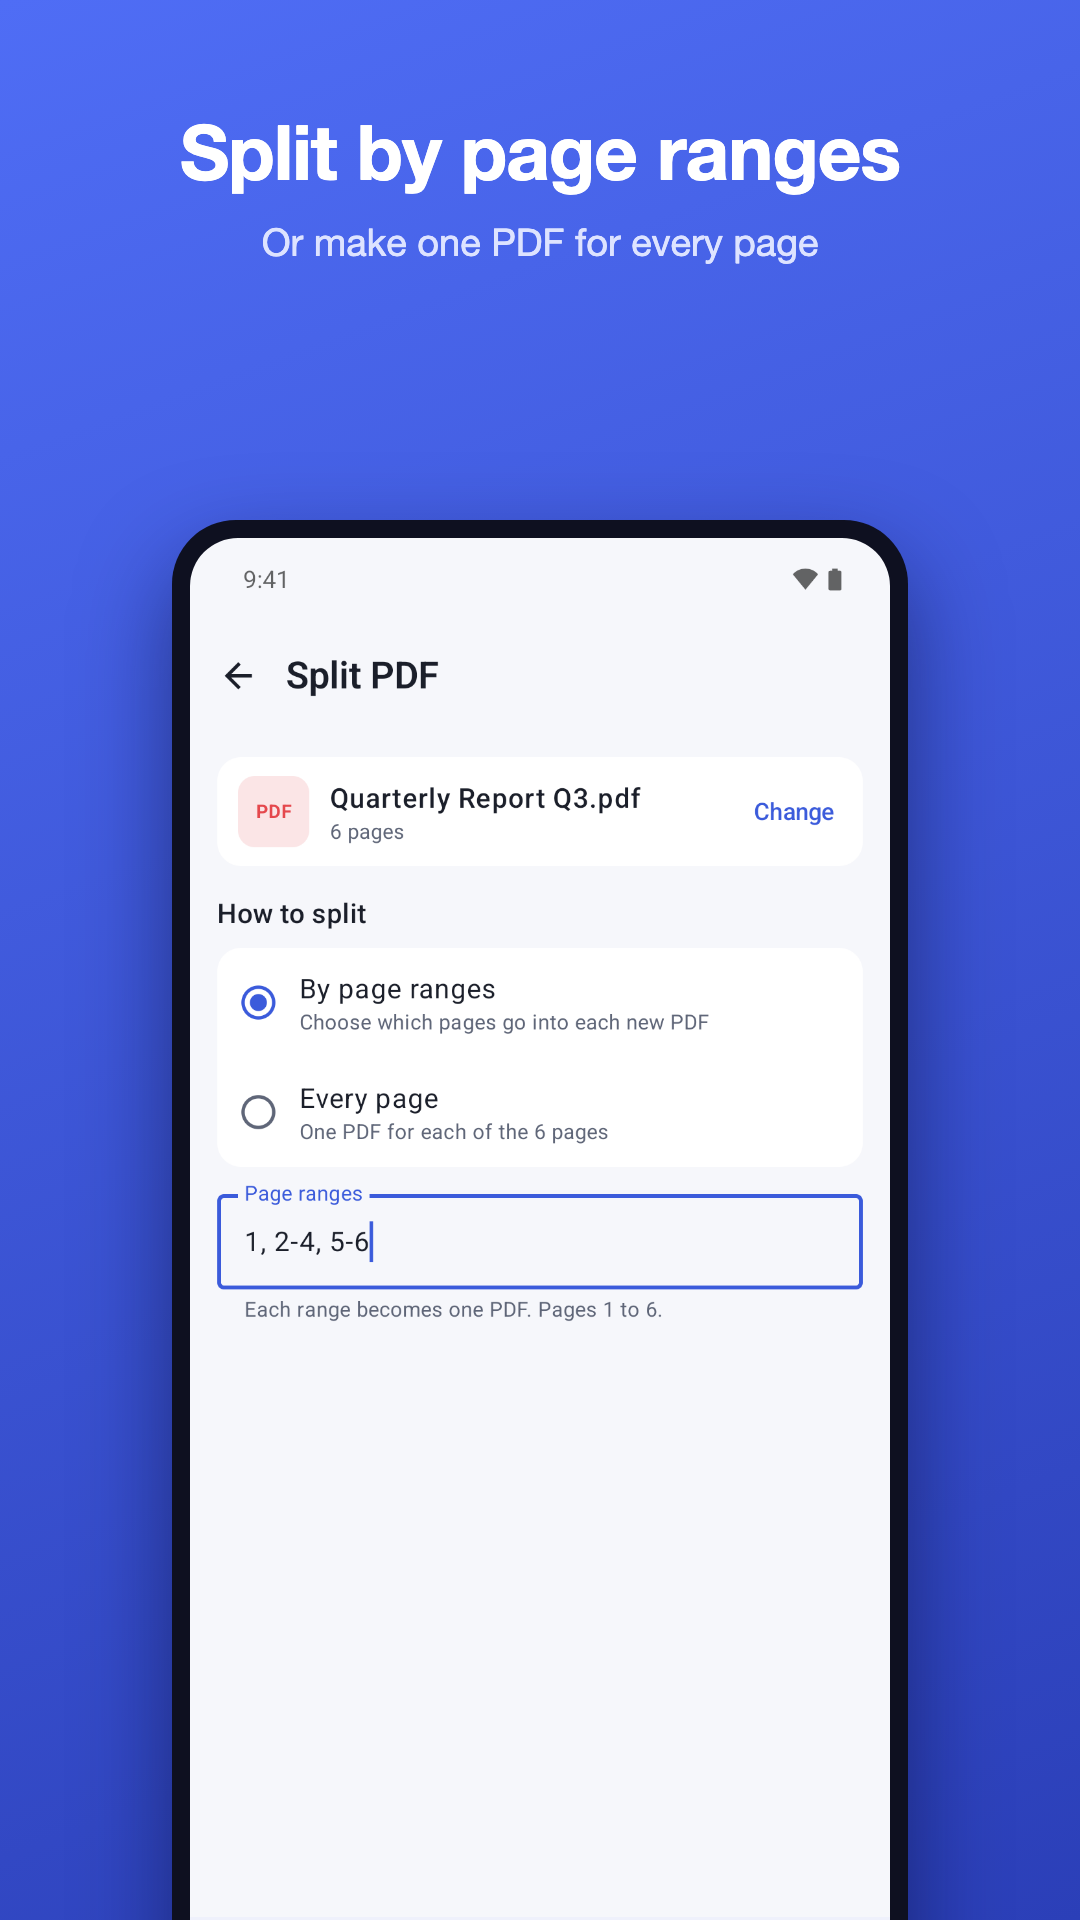 Split by page ranges
Or make one PDF for every page
9:41
Split PDF
PDF
Quarterly Report Q3.pdf
6 pages
Change
How to split
By page ranges
Choose which pages go into each new PDF
Every page
One PDF for each of the 6 pages
Page ranges
1, 2-4, 5-6
Each range becomes one PDF. Pages 1 to 6.